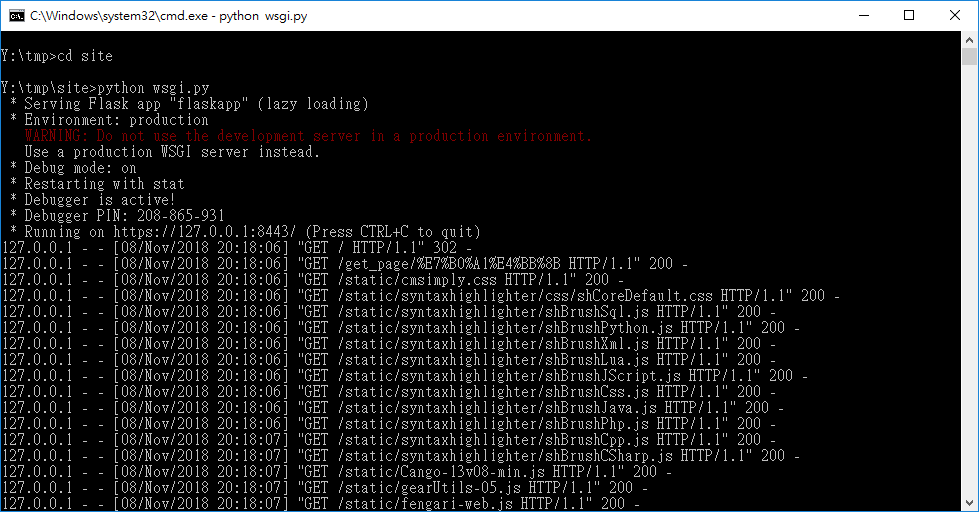 C:\Windows\system32\cmd.exe - python wsgi.py
Y:\tmp>cd site
Y:\tmp\site>python wsgi.py
* Serving Flask app "flaskapp" (lazy loading)
* Environment: production
WARNING: Do not use the development server in a production environment.
Use a production WSGI server instead.
* Debug mode: on
* Restarting with stat
* Debugger is active!
* Debugger PIN: 208-865-931
* Running on https://127.0.0.1:8443/ (Press CTRL+C to quit)
127.0.0.1 - - [08/Nov/2018 20:18:06] "GET / HTTP/1.1" 302 -
127.0.0.1 - - [08/Nov/2018 20:18:06] "GET /get_page/%E7%B0%A1%E4%BB%8B HTTP/1.1" 200 -
127.0.0.1 - - [08/Nov/2018 20:18:06] "GET /static/cmsimply.css HTTP/1.1" 200 -
127.0.0.1 - - [08/Nov/2018 20:18:06] "GET /static/syntaxhighlighter/css/shCoreDefault.css HTTP/1.1" 200 -
127.0.0.1 - - [08/Nov/2018 20:18:06] "GET /static/syntaxhighlighter/shBrushSql.js HTTP/1.1" 200 -
127.0.0.1 - - [08/Nov/2018 20:18:06] "GET /static/syntaxhighlighter/shBrushPython.js HTTP/1.1" 200 -
127.0.0.1 - - [08/Nov/2018 20:18:06] "GET /static/syntaxhighlighter/shBrushXml.js HTTP/1.1" 200 -
127.0.0.1 - - [08/Nov/2018 20:18:06] "GET /static/syntaxhighlighter/shBrushLua.js HTTP/1.1" 200 -
127.0.0.1 - - [08/Nov/2018 20:18:06] "GET /static/syntaxhighlighter/shBrushJScript.js HTTP/1.1" 200 -
127.0.0.1 - - [08/Nov/2018 20:18:06] "GET /static/syntaxhighlighter/shBrushCss.js HTTP/1.1" 200 -
127.0.0.1 - - [08/Nov/2018 20:18:06] "GET /static/syntaxhighlighter/shBrushJava.js HTTP/1.1" 200 -
127.0.0.1 - - [08/Nov/2018 20:18:06] "GET /static/syntaxhighlighter/shBrushPhp.js HTTP/1.1" 200 -
127.0.0.1 - - [08/Nov/2018 20:18:07] "GET /static/syntaxhighlighter/shBrushCpp.js HTTP/1.1" 200 -
127.0.0.1 - - [08/Nov/2018 20:18:07] "GET /static/syntaxhighlighter/shBrushCSharp.js HTTP/1.1" 200 -
127.0.0.1 - - [08/Nov/2018 20:18:07] "GET /static/Cango-13v08-min.js HTTP/1.1" 200 -
127.0.0.1 - - [08/Nov/2018 20:18:07] "GET /static/gearUtils-05.js HTTP/1.1" 200 -
127.0.0.1 - - [08/Nov/2018 20:18:07] "GET /static/fengari-web.js HTTP/1.1" 200 -